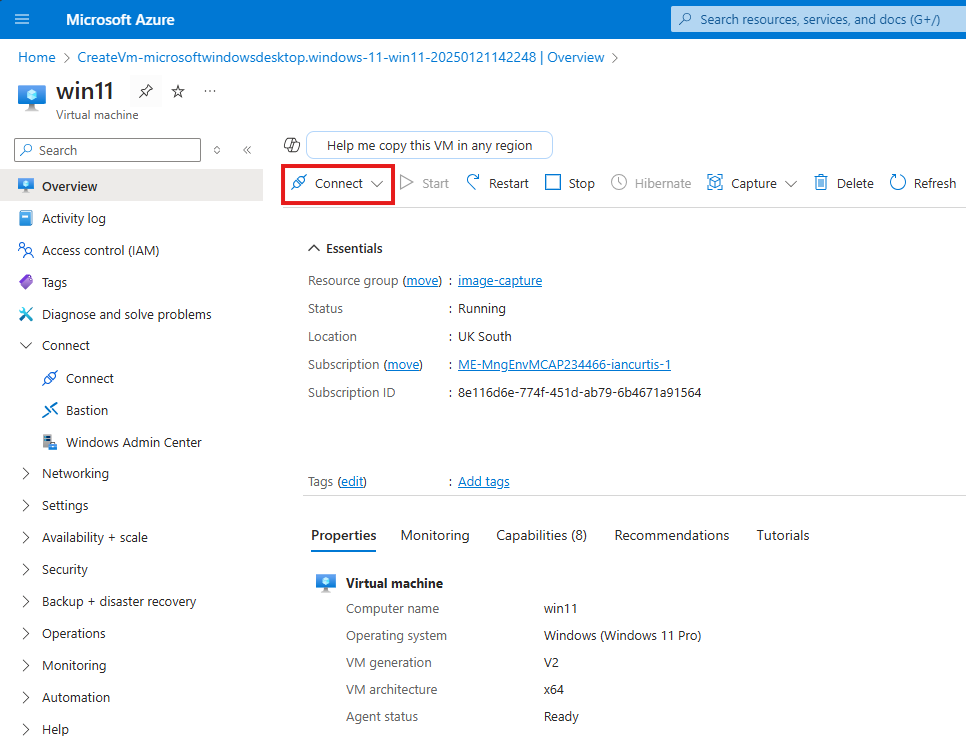 Microsoft Azure
Search resources, services, and docs (G+/)
Home > CreateVm-microsoftwindowsdesktop.windows-11-win11-20250121142248 | Overview >
win11
Virtual machine
Search
Overview
Activity log
Access control (IAM)
Tags
Diagnose and solve problems
Connect
Connect
Bastion
Windows Admin Center
Networking
Settings
Availability + scale
Security
Backup + disaster recovery
Operations
Monitoring
Automation
Help
Help me copy this VM in any region
Connect Start Restart Stop Hibernate Capture Delete Refresh
Essentials
Resource group (move) : image-capture
Status : Running
Location : UK South
Subscription (move) : ME-MngEnvMCAP234466-iancurtis-1
Subscription ID : 8e116d6e-774f-451d-ab79-6b4671a91564
Tags (edit) : Add tags
Properties Monitoring Capabilities (8) Recommendations Tutorials
Virtual machine
Computer name win11
Operating system Windows (Windows 11 Pro)
VM generation V2
VM architecture x64
Agent status Ready